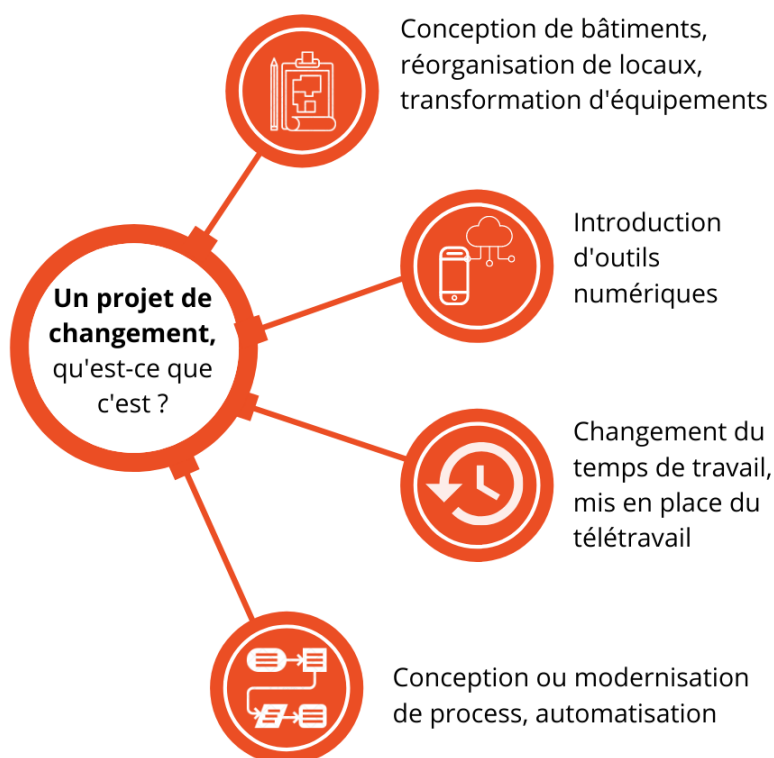 Conception de bâtiments,
réorganisation de locaux,
transformation d'équipements
Introduction
d'outils
numériques
Un projet de
changement,
qu'est-ce que
c'est ?
Changement du
temps de travail,
mis en place du
télétravail
Conception ou modernisation
de process, automatisation